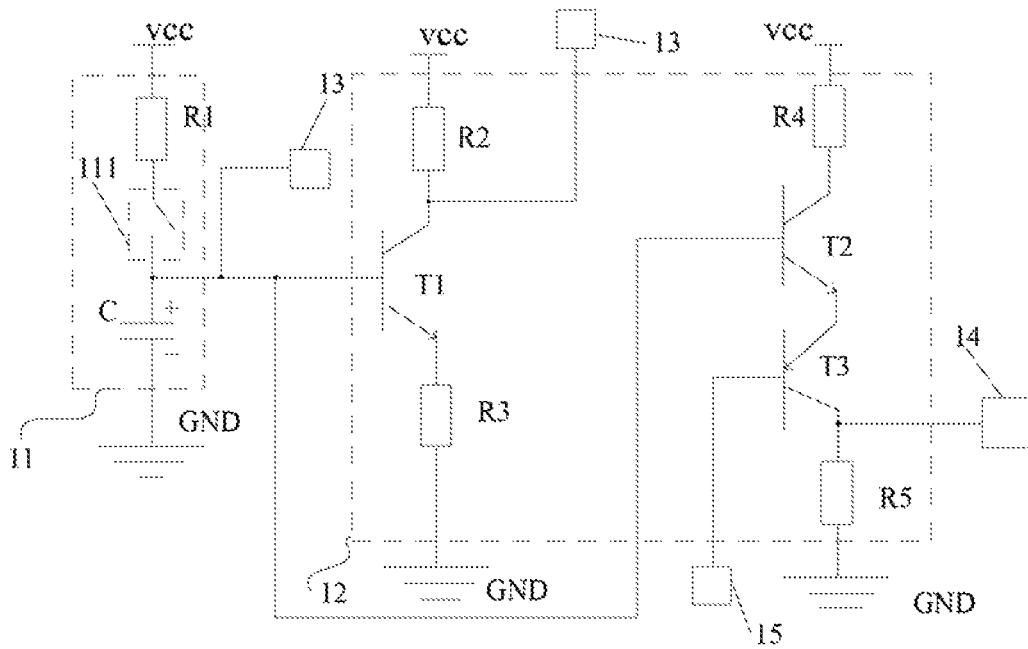 vcc
vcc
13
vcc
13
R1
R2
R4
111
T2
T1
C
+
-
T3
14
R3
GND
11
R5
12
GND
15
GND